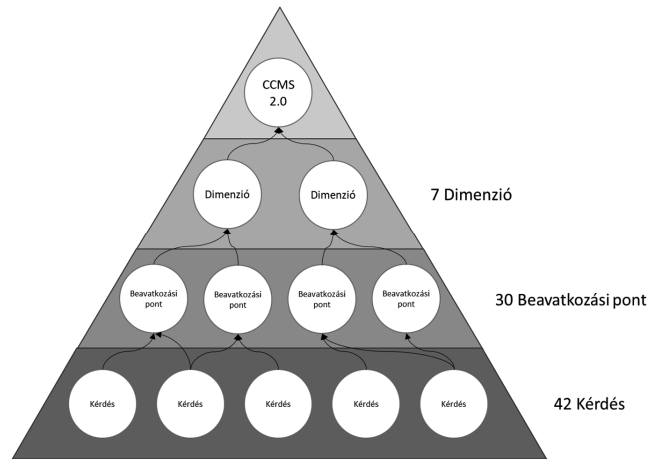 CCMS
2.0
Dimenzió
Dimenzió
7 Dimenzió
Beavatkozási
pont
Beavatkozási
pont
Beavatkozási
pont
Beavatkozási
pont
30 Beavatkozási pont
Kérdés
Kérdés
Kérdés
Kérdés
Kérdés
42 Kérdés